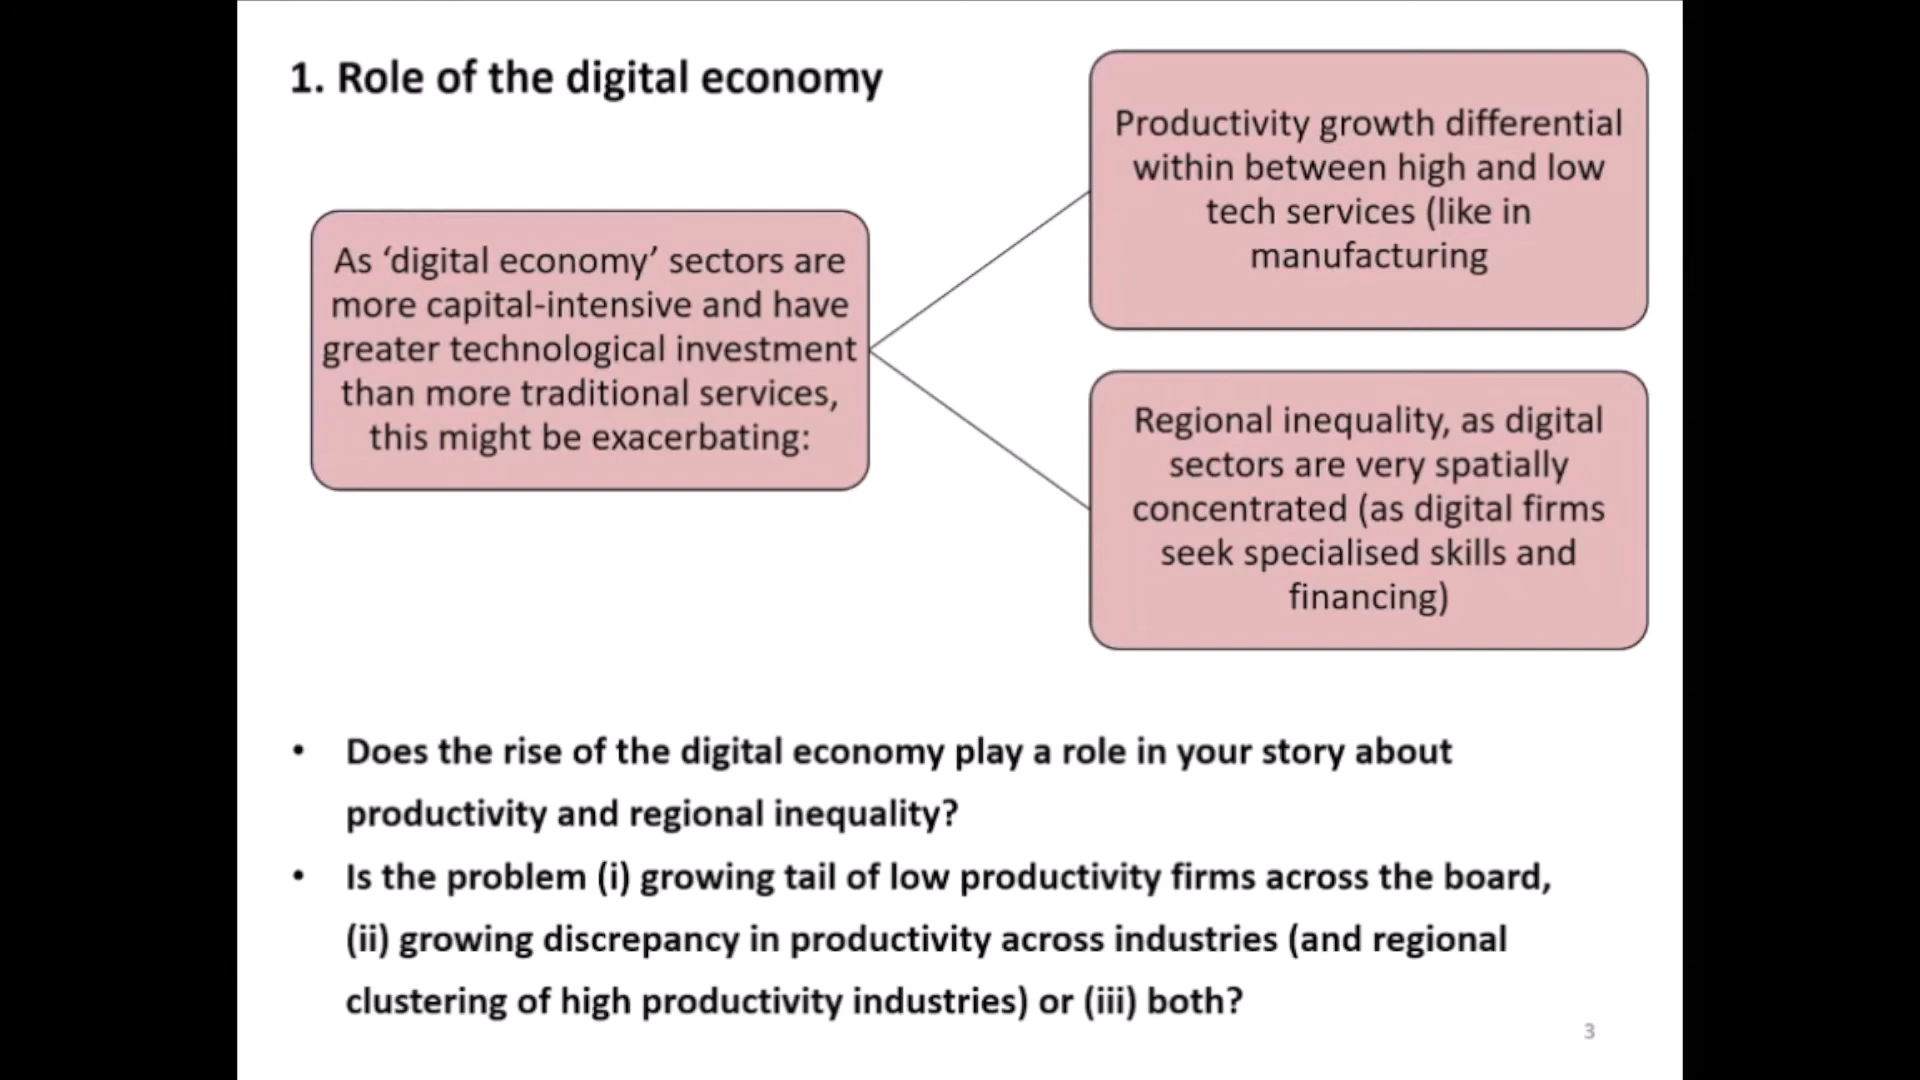 1. Role of the digital economy
As ‘digital economy’ sectors are
more capital-intensive and have
greater technological investment
than more traditional services,
this might be exacerbating:
Productivity growth differential
within between high and low
tech services (like in
manufacturing
Regional inequality, as digital
sectors are very spatially
concentrated (as digital firms
seek specialised skills and
financing)
• Does the rise of the digital economy play a role in your story about
productivity and regional inequality?
• Is the problem (i) growing tail of low productivity firms across the board,
(ii) growing discrepancy in productivity across industries (and regional
clustering of high productivity industries) or (iii) both?
3